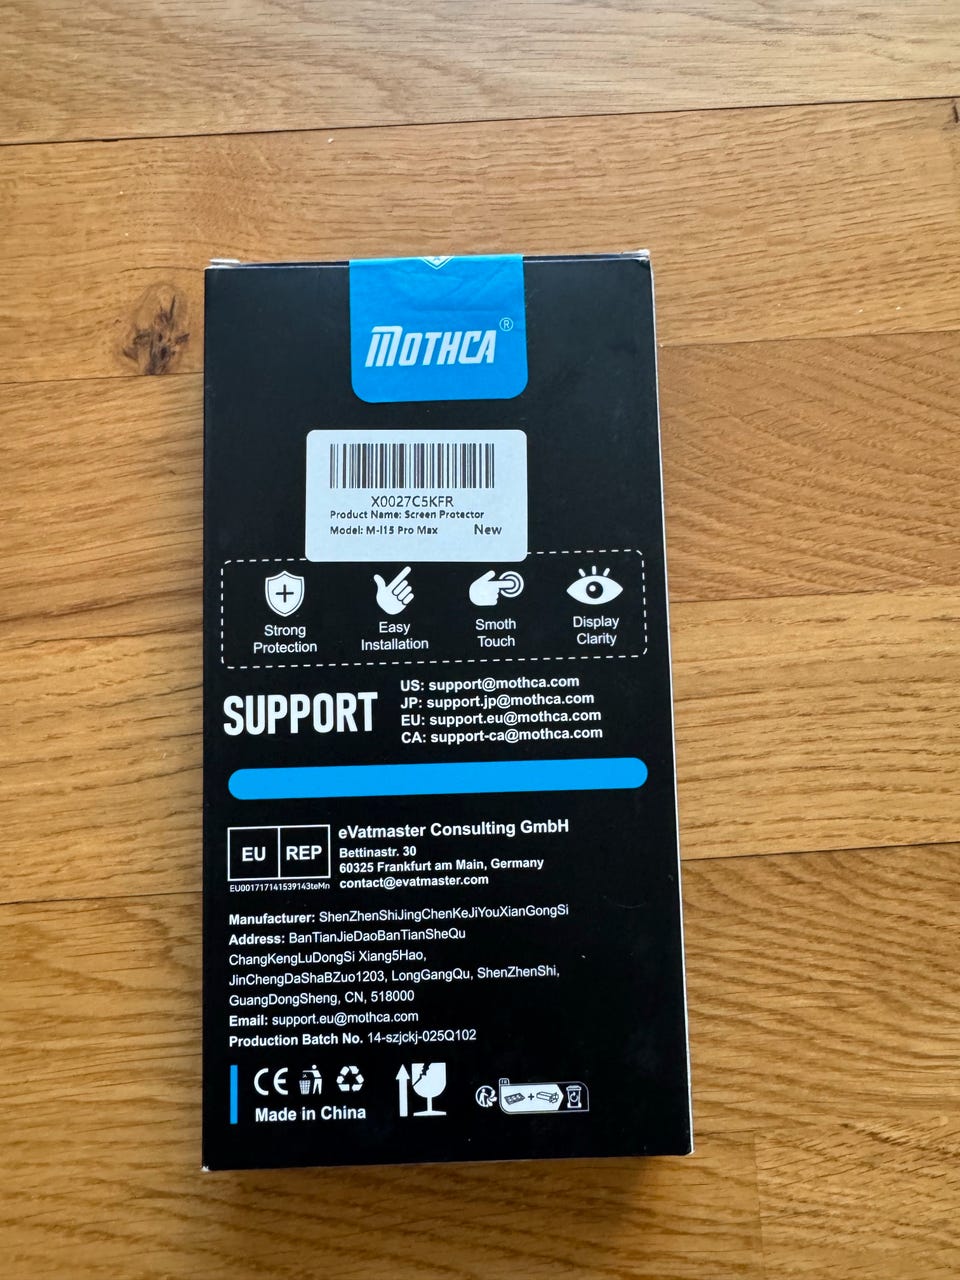 MOTHCA®
X0027C5KFR
Product Name: Screen Protector
Model: M-I15 Pro Max New
Strong Protection
Easy Installation
Smoth Touch
Display Clarity
SUPPORT
US: support@mothca.com
JP: support.jp@mothca.com
EU: support.eu@mothca.com
CA: support-ca@mothca.com
EU REP
EU001717141539143teMn
eVatmaster Consulting GmbH
Bettinastr. 30
60325 Frankfurt am Main, Germany
contact@evatmaster.com
Manufacturer: ShenZhenShiJingChenKeJiYouXianGongSi
Address: BanTianJieDaoBanTianSheQu
ChangKengLuDongSi Xiang5Hao,
JinChengDaShaBZuo1203, LongGangQu, ShenZhenShi,
GuangDongSheng, CN, 518000
Email: support.eu@mothca.com
Production Batch No. 14-szjckj-025Q102
CE
Made in China
FR